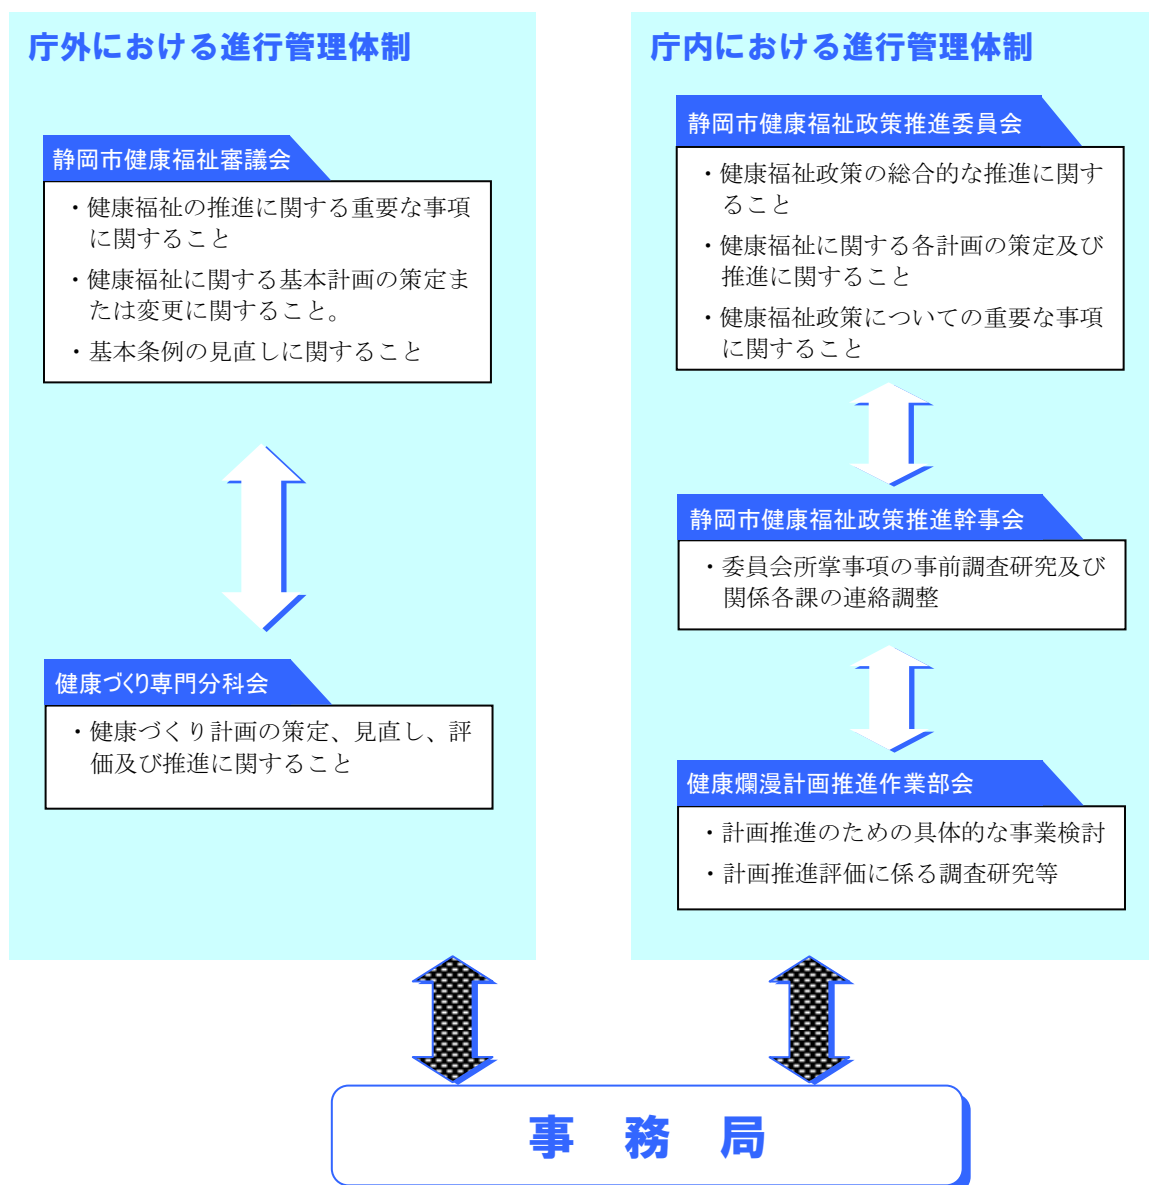 庁外における進行管理体制
静岡市健康福祉審議会
・健康福祉の推進に関する重要な事項
に関すること
・健康福祉に関する基本計画の策定ま
たは変更に関すること。
・基本条例の見直しに関すること
健康づくり専門分科会
・健康づくり計画の策定、見直し、評
価及び推進に関すること
庁内における進行管理体制
静岡市健康福祉政策推進委員会
・健康福祉政策の総合的な推進に関す
ること
・健康福祉に関する各計画の策定及び
推進に関すること
・健康福祉政策についての重要な事項
に関すること
静岡市健康福祉政策推進幹事会
・委員会所掌事項の事前調査研究及び
関係各課の連絡調整
健康爛漫計画推進作業部会
・計画推進のための具体的な事業検討
・計画推進評価に係る調査研究等
事　務　局